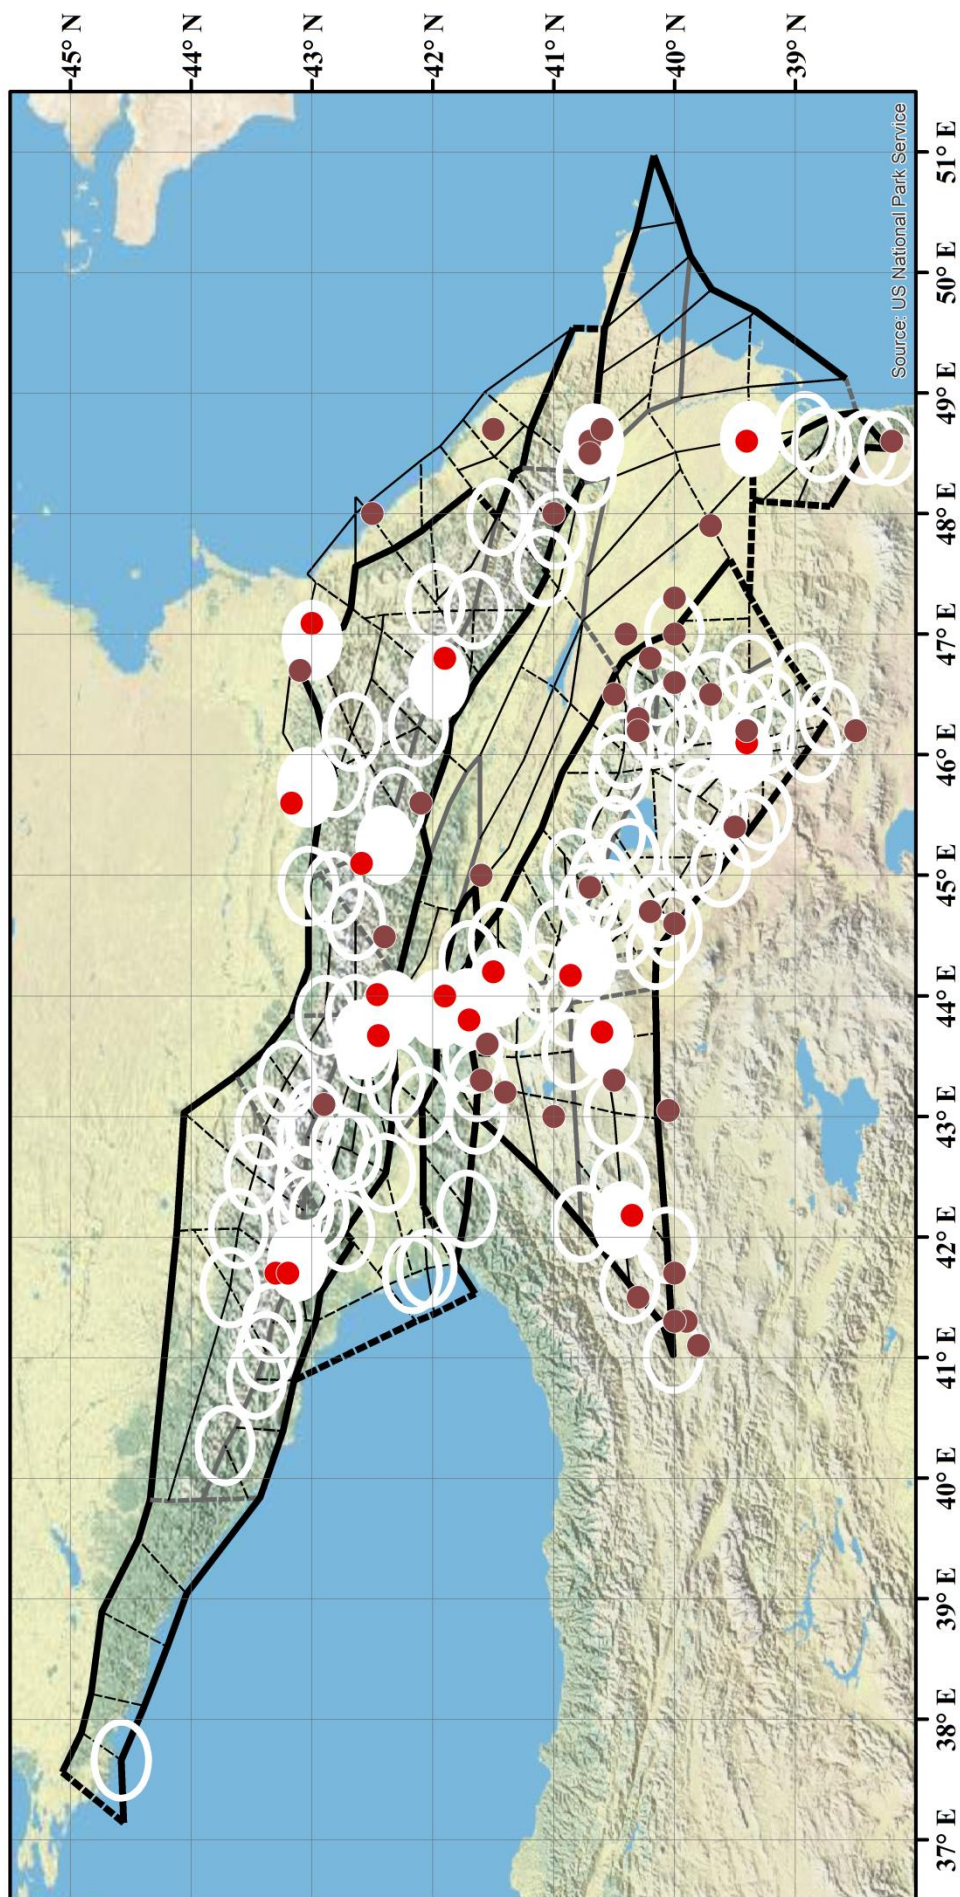 45° N
44° N
43° N
42° N
41° N
40° N
39° N
37° E
38° E
39° E
40° E
41° E
42° E
43° E
44° E
45° E
46° E
47° E
48° E
49° E
50° E
51° E
Source: US National Park Service